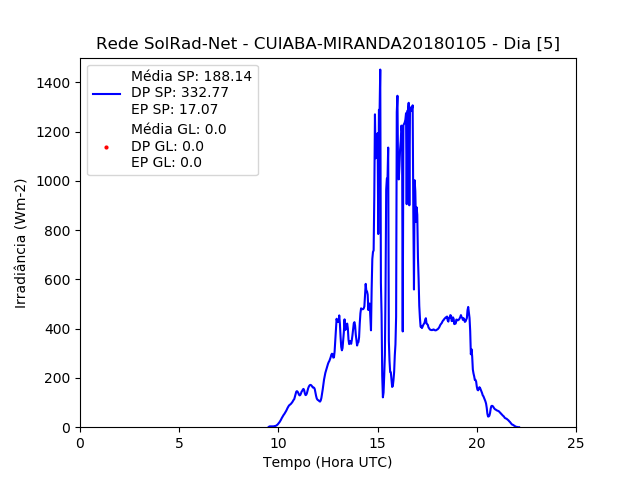 Rede SolRad-Net - CUIABA-MIRANDA20180105 - Dia [5]
Média SP: 188.14
DP SP: 332.77
EP SP: 17.07
Média GL: 0.0
DP GL: 0.0
EP GL: 0.0
Irradiância (Wm-2)
1400
1200
1000
800
600
400
200
0
0 5 10 15 20 25
Tempo (Hora UTC)